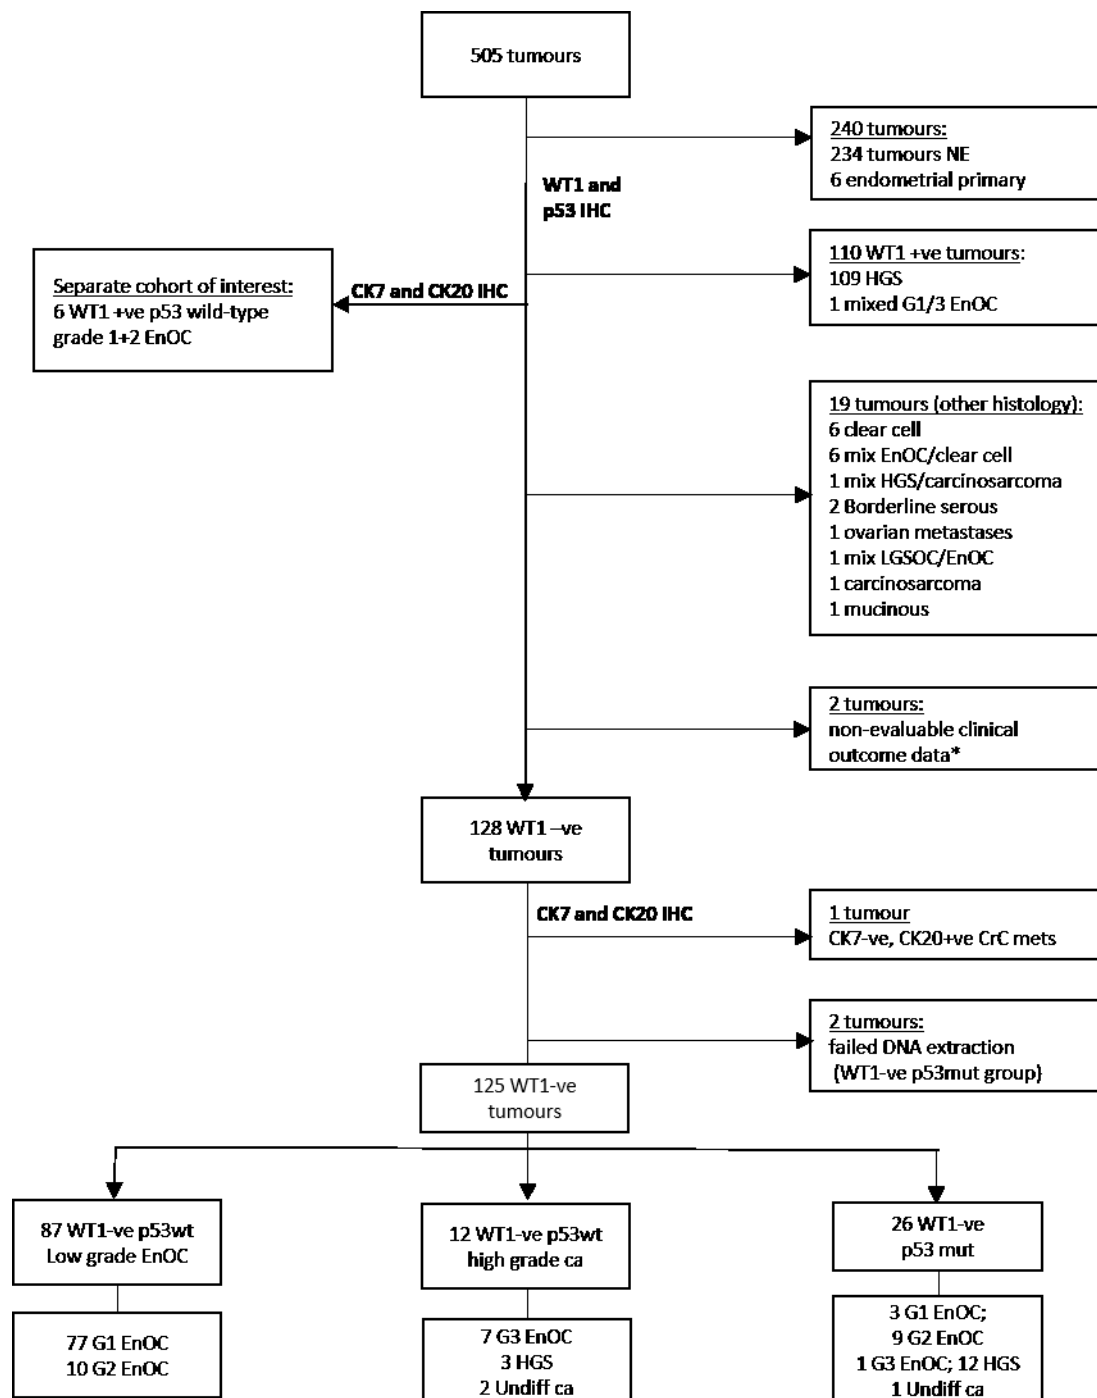 505 tumours
240 tumours:
234 tumours NE
6 endometrial primary
WT1 and
p53 IHC
110 WT1 +ve tumours:
109 HGS
1 mixed G1/3 EnOC
Separate cohort of interest:
6 WT1 +ve p53 wild-type
grade 1+2 EnOC
CK7 and CK20 IHC
19 tumours (other histology):
6 clear cell
6 mix EnOC/clear cell
1 mix HGS/carcinosarcoma
2 Borderline serous
1 ovarian metastases
1 mix LGSOC/EnOC
1 carcinosarcoma
1 mucinous
2 tumours:
non-evaluable clinical
outcome data*
128 WT1 –ve
tumours
CK7 and CK20 IHC
1 tumour
CK7-ve, CK20+ve CrC mets
2 tumours:
failed DNA extraction
(WT1-ve p53mut group)
125 WT1-ve
tumours
87 WT1-ve p53wt
Low grade EnOC
12 WT1-ve p53wt
high grade ca
26 WT1-ve
p53 mut
77 G1 EnOC
10 G2 EnOC
7 G3 EnOC
3 HGS
2 Undiff ca
3 G1 EnOC;
9 G2 EnOC
1 G3 EnOC; 12 HGS
1 Undiff ca